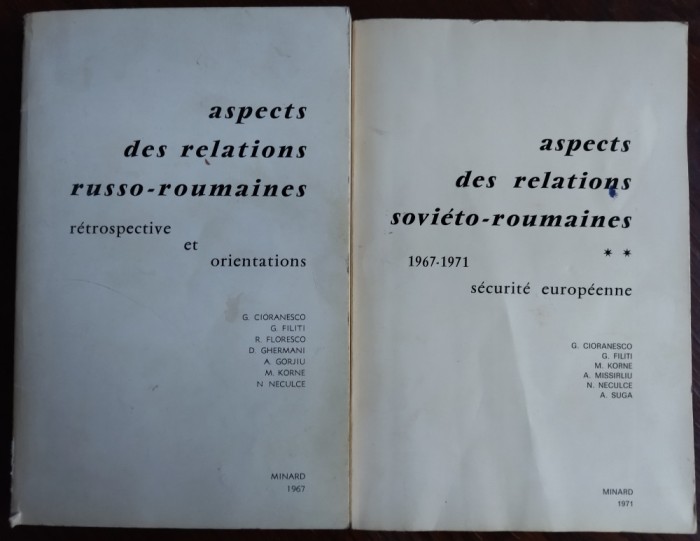 aspects
des relations
russo-roumaines
rétrospective
et
orientations
G. CIORANESCO
G. FILITI
R. FLORESCO
D. GHERMANI
A. GORJIU
M. KORNE
N NECULCE
MINARD
1967
aspects
des relations
soviéto-roumaines
* *
1967-1971
sécurité européenne
G. CIORANESCO
G. FILITI
M. KORNE
A. MISSIRLIU
N. NECULCE
A. SUGA
MINARD
1971